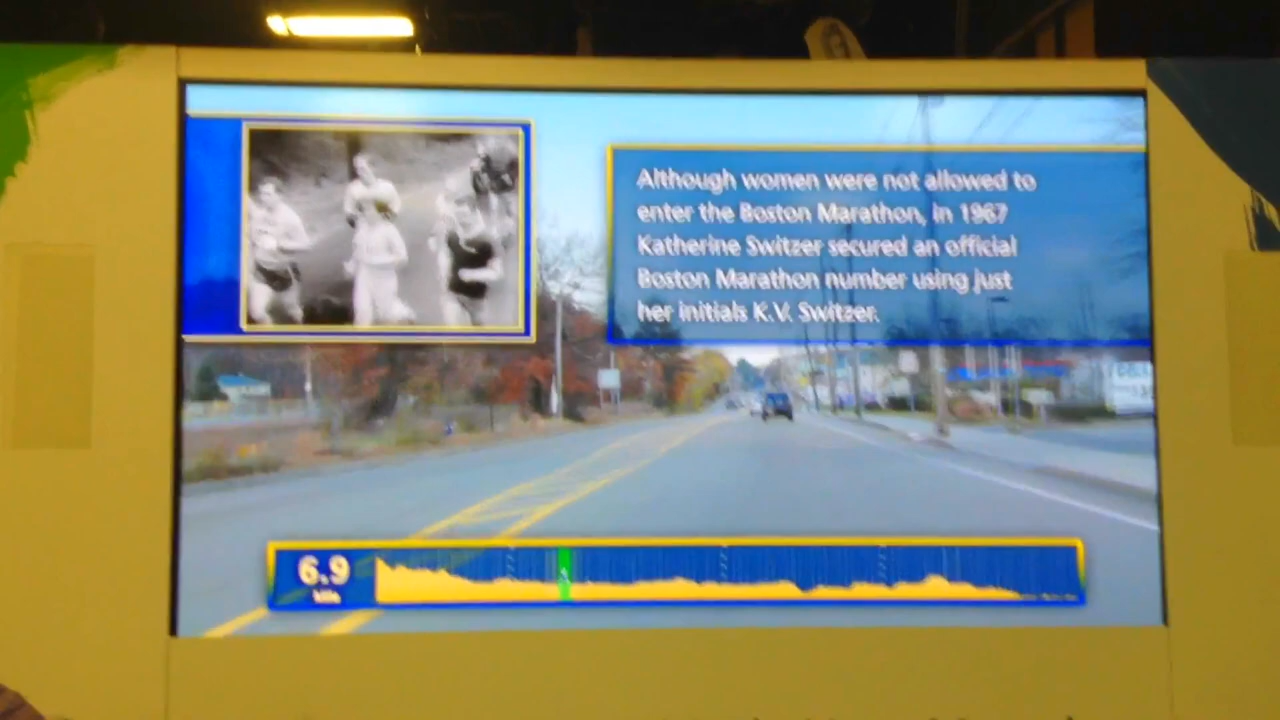 Although women were not allowed to
enter the Boston Marathon, in 1967
Katherine Switzer secured an official
Boston Marathon number using just
her initials K.V. Switzer.
6.9